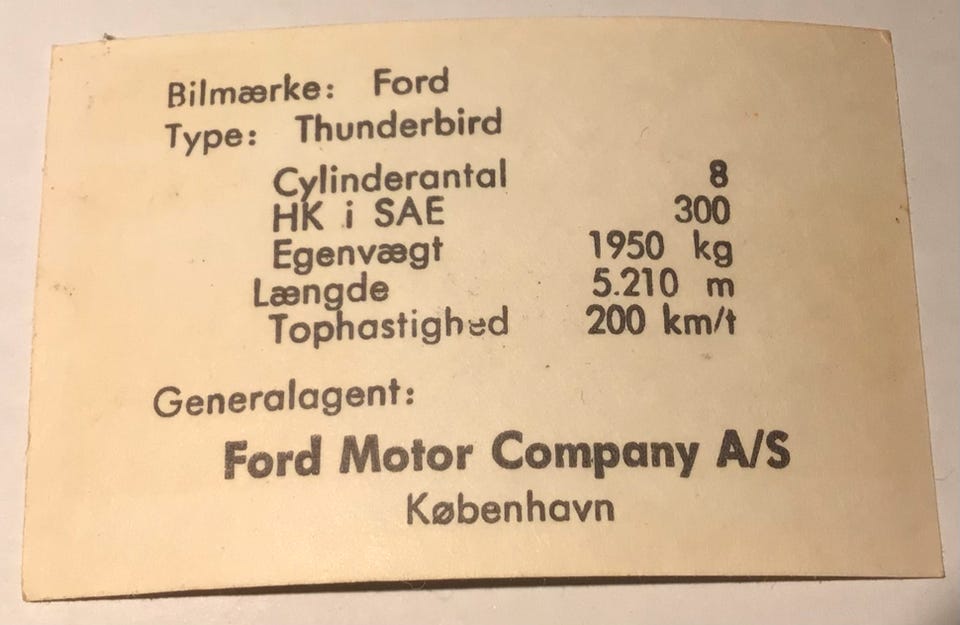 Bilmærke: Ford
Type: Thunderbird
Cylinderantal 8
HK i SAE 300
Egenvægt 1950 kg
Længde 5.210 m
Tophastighed 200 km/t
Generalagent:
Ford Motor Company A/S
København